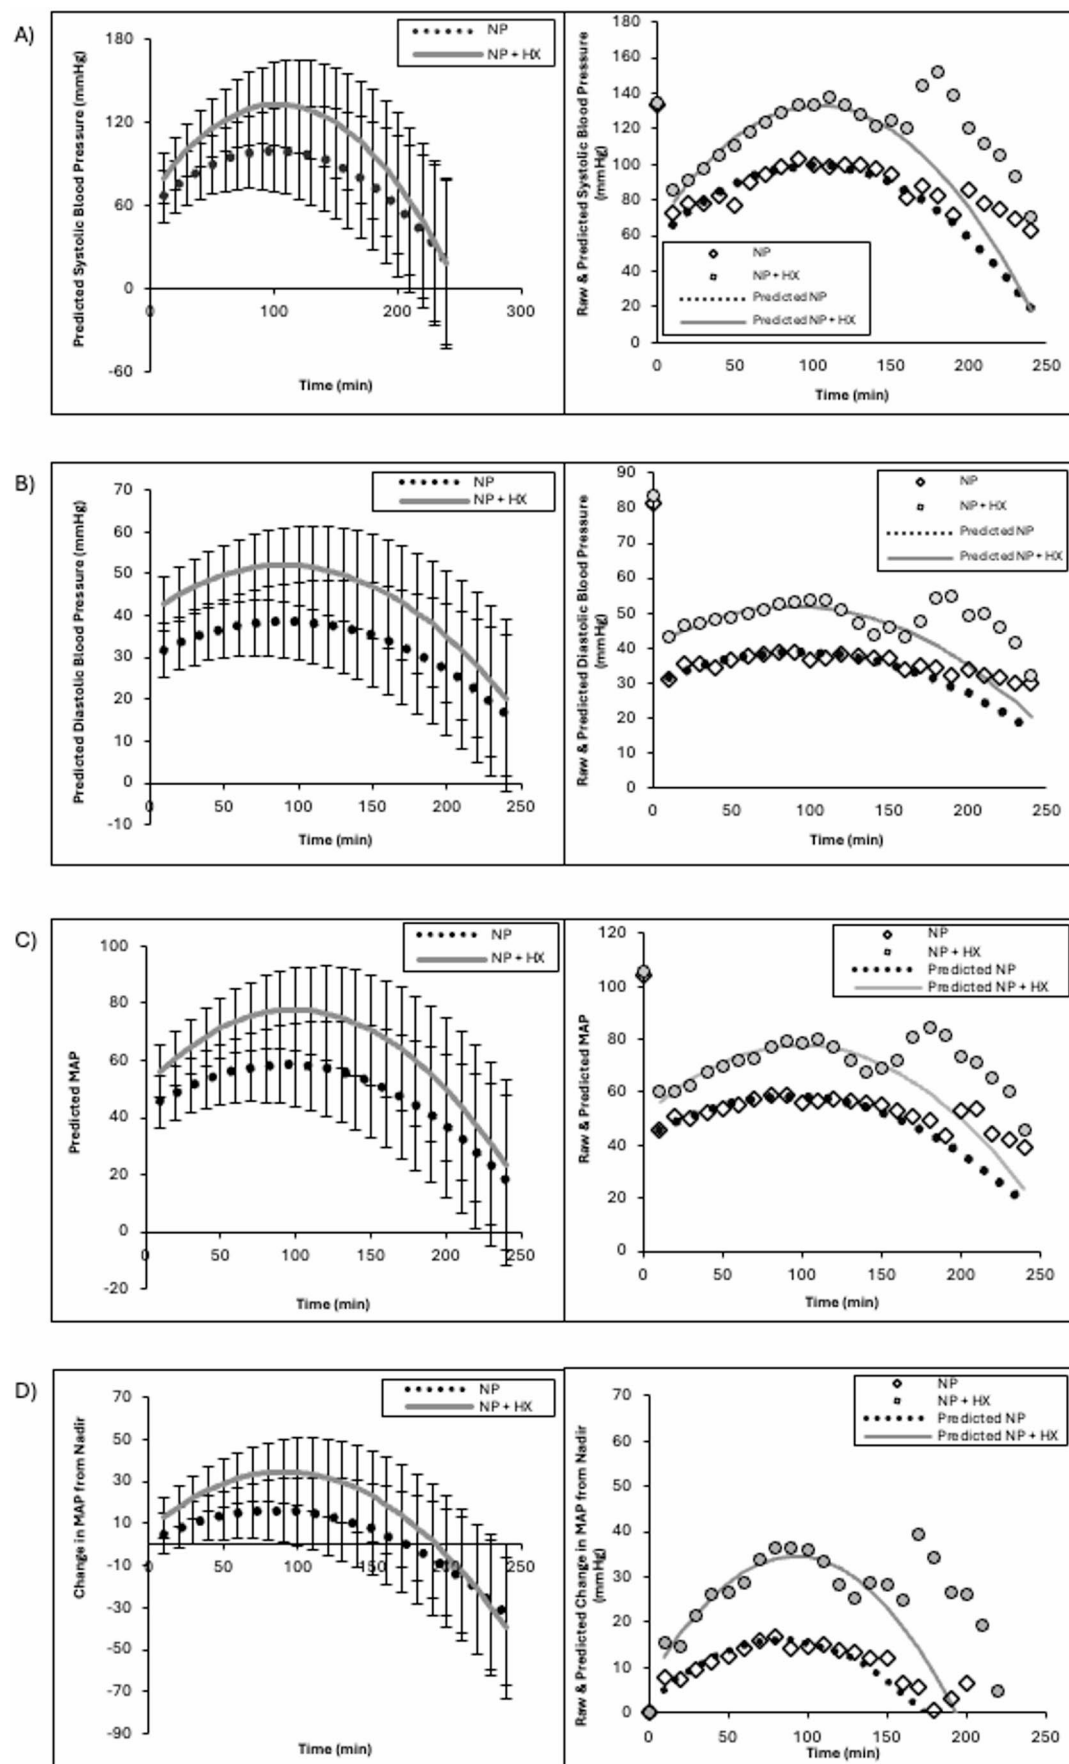 A)
Predicted Systolic Blood Pressure (mmHg)
NP
NP + HX
180
120
60
0
-60
0
100
200
300
Time (min)
Raw & Predicted Systolic Blood Pressure
(mmHg)
180
160
140
120
100
80
60
40
20
0
NP
NP + HX
Predicted NP
Predicted NP + HX
0
50
100
150
200
250
Time (min)
B)
Predicted Diastolic Blood Pressure (mmHg)
NP
NP + HX
70
60
50
40
30
20
10
0
-10
0
50
100
150
200
250
Time (min)
Raw & Predicted Diastolic Blood Pressure
(mmHg)
90
80
70
60
50
40
30
20
10
0
NP
NP + HX
Predicted NP
Predicted NP + HX
0
50
100
150
200
250
Time (min)
C)
Predicted MAP
NP
NP + HX
100
80
60
40
20
0
-20
0
50
100
150
200
250
Time (min)
Raw & Predicted MAP
120
100
80
60
40
20
0
NP
NP + HX
Predicted NP
Predicted NP + HX
0
50
100
150
200
250
Time (min)
D)
Change in MAP from Nadir
NP
NP + HX
70
50
30
10
-10
-30
-50
-70
-90
0
50
100
150
200
250
Time (min)
Raw & Predicted Change in MAP from Nadir
(mmHg)
70
60
50
40
30
20
10
0
NP
NP + HX
Predicted NP
Predicted NP + HX
0
50
100
150
200
250
Time (min)